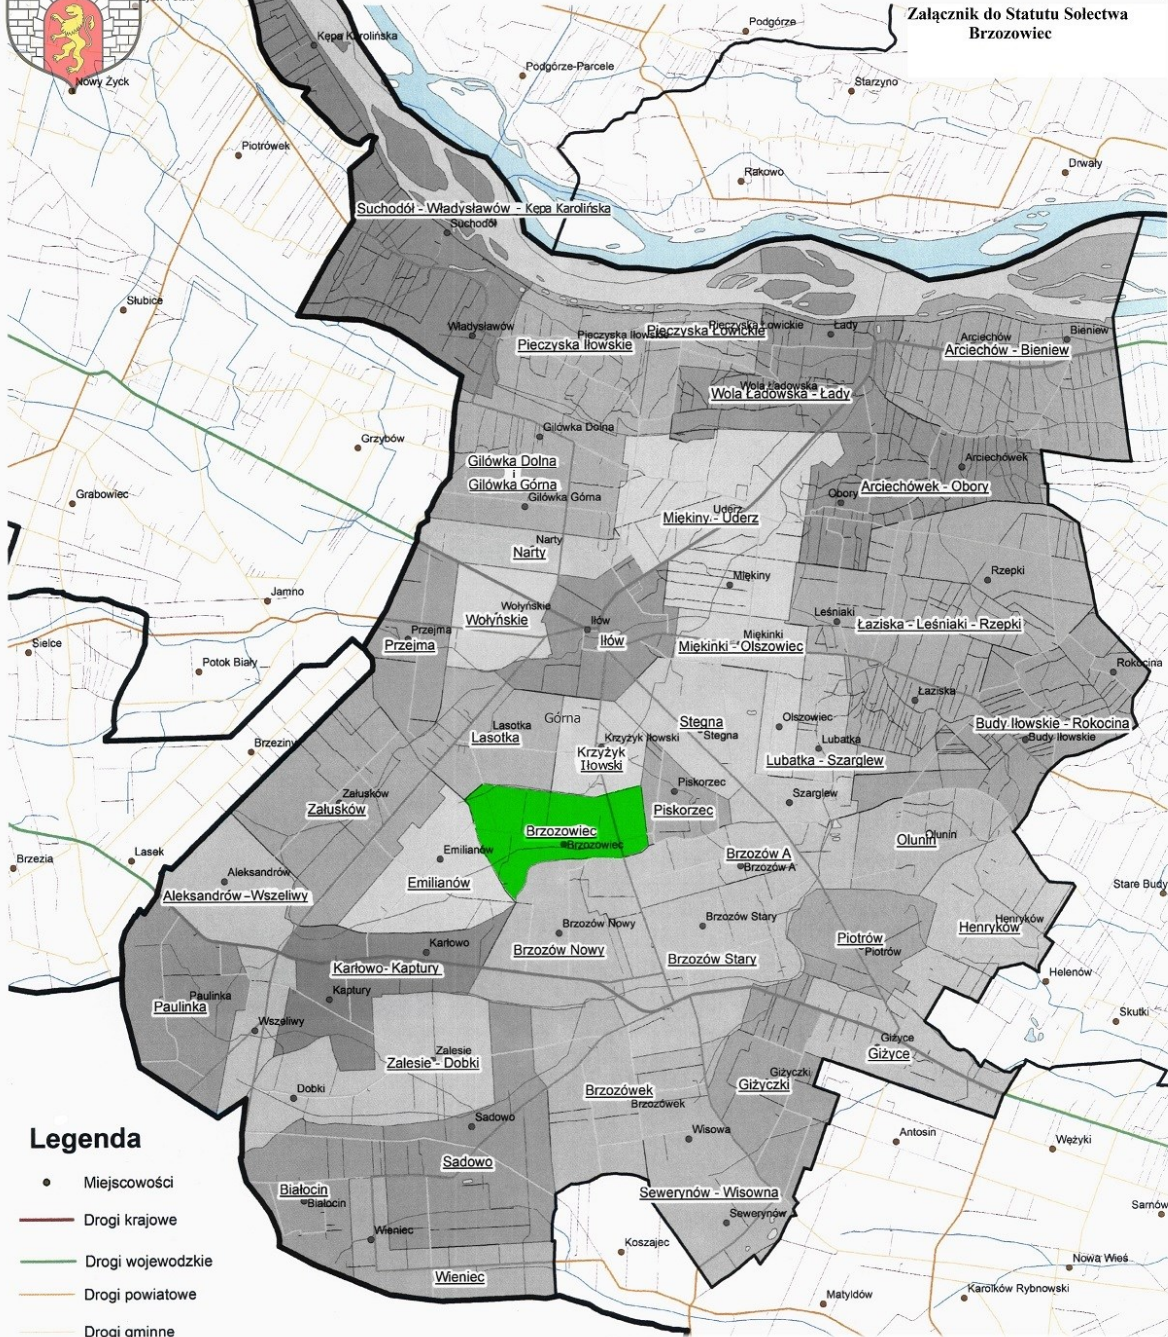 Załącznik do Statutu Sołectwa
Brzozowiec
Kępa Karolińska
Podgórze
Podgórze-Parcele
Starzyno
Nowy Życk
Piotrówek
Rakowo
Drwały
Suchodół - Władysławów - Kępa Karolińska
Suchodół
Słubice
Władysławów
Pieczyska Iłowskie
Pieczyska Iłowskie
Pieczyska Łowickie
Pieczyska Łowickie
Łady
Arciechów
Bieniew
Arciechów - Bieniew
Wola Ładowska
Wola Ładowska - Łady
Grzybów
Gilówka Dolna
Gilówka Dolna
i
Gilówka Górna
Gilówka Górna
Arciechówek
Arciechówek - Obory
Obory
Grabowiec
Uderz
Miękiny - Uderz
Narty
Narty
Miękiny
Rzepki
Jamno
Wołyńskie
Wołyńskie
Iłów
Iłów
Leśniaki
Łaziska - Leśniaki - Rzepki
Sielce
Przejma
Przejma
Miękinki
Miękinki - Olszowiec
Potok Biały
Rokocina
Łaziska
Górna
Lasotka
Lasotka
Stegna
Stegna
Olszowiec
Budy Iłowskie - Rokocina
Budy Iłowskie
Brzeziny
Krzyżyk Iłowski
Krzyżyk
Iłowski
Lubatka
Lubatka - Szarglew
Załusków
Załusków
Piskorzec
Piskorzec
Szarglew
Brzozowiec
Brzozowiec
Olunin
Olunin
Brzezia
Lasek
Emilianów
Emilianów
Brzozów A
Brzozów A
Aleksandrów
Aleksandrów - Wszeliwy
Stare Budy
Brzozów Nowy
Brzozów Nowy
Brzozów Stary
Brzozów Stary
Piotrów
Piotrów
Henryków
Henryków
Karłowo
Karłowo - Kaptury
Kaptury
Helenów
Paulinka
Paulinka
Wszeliwy
Skutki
Zalesie
Zalesie - Dobki
Giżyce
Giżyce
Dobki
Brzozówek
Brzozówek
Giżyczki
Giżyczki
Sadowo
Sadowo
Wisowa
Antosin
Wężyki
Białocin
Białocin
Sewerynów - Wisowna
Sewerynów
Sarnów
Wieniec
Wieniec
Koszajec
Nowa Wieś
Matyldów
Karolków Rybnowski
Legenda
Miejscowości
Drogi krajowe
Drogi wojewodzkie
Drogi powiatowe
Drogi gminne